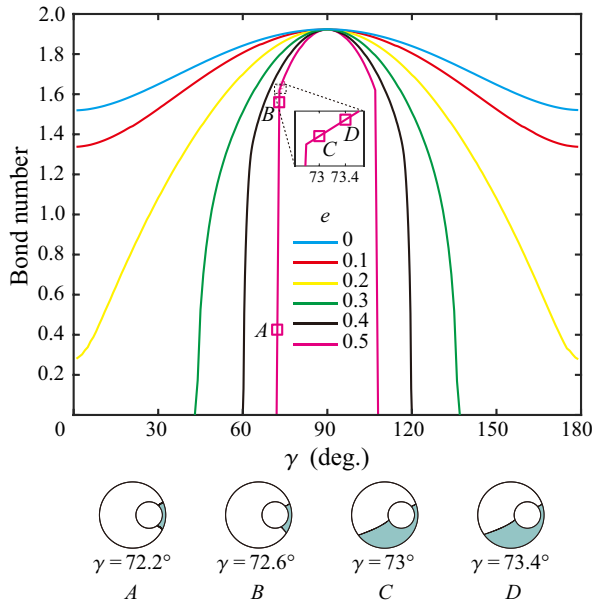 2.0
1.8
1.6
1.4
1.2
1.0
0.8
0.6
0.4
0.2
Bond number
B
C
D
73
73.4
A
e
0
0.1
0.2
0.3
0.4
0.5
0
30
60
90
120
150
180
γ (deg.)
γ = 72.2°
γ = 72.6°
γ = 73°
γ = 73.4°
A
B
C
D